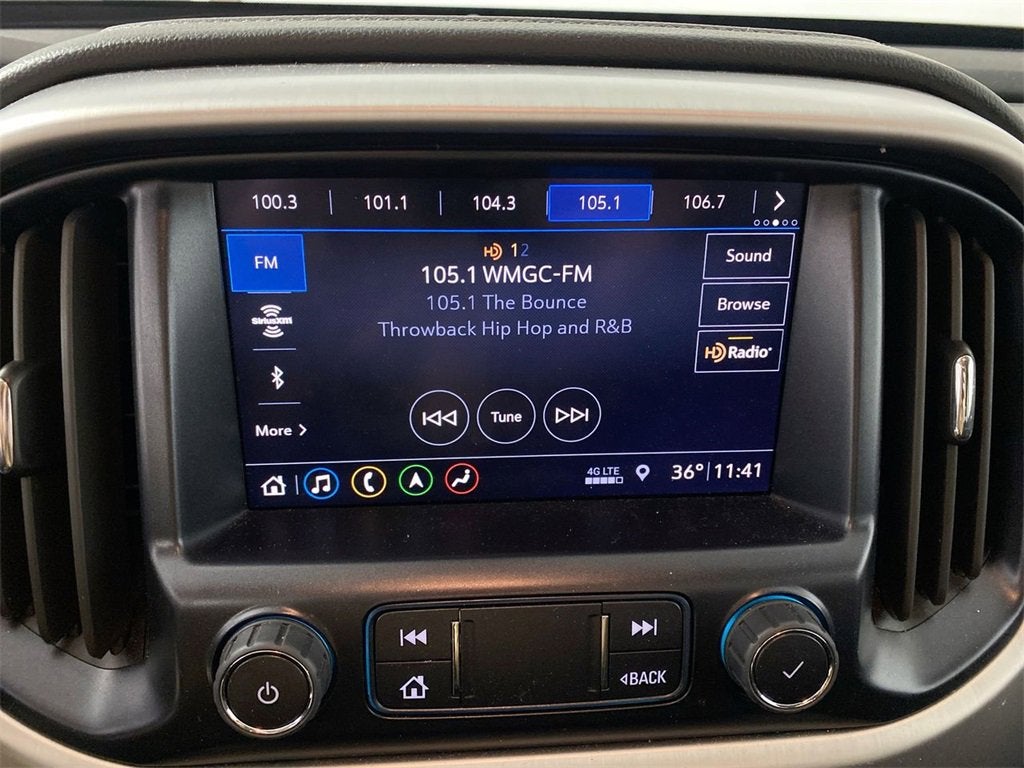 100.3 101.1 104.3 105.1 106.7
FM
HD 1 2
105.1 WMGC-FM
105.1 The Bounce
Throwback Hip Hop and R&B
Sound
Browse
HD Radio
SiriusXM
More
Tune
4G LTE
36° 11:41
BACK